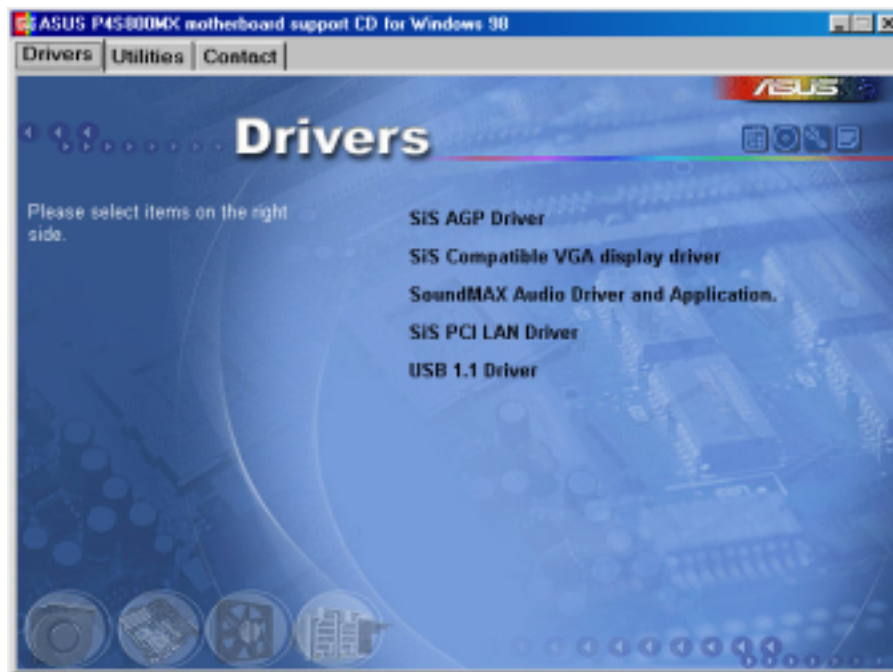 ASUS P4S800MX motherboard support CD for Windows 98
Drivers Utilities Contact
ASUS
Drivers
Please select items on the right
side.
SiS AGP Driver
SiS Compatible VGA display driver
SoundMAX Audio Driver and Application.
SiS PCI LAN Driver
USB 1.1 Driver